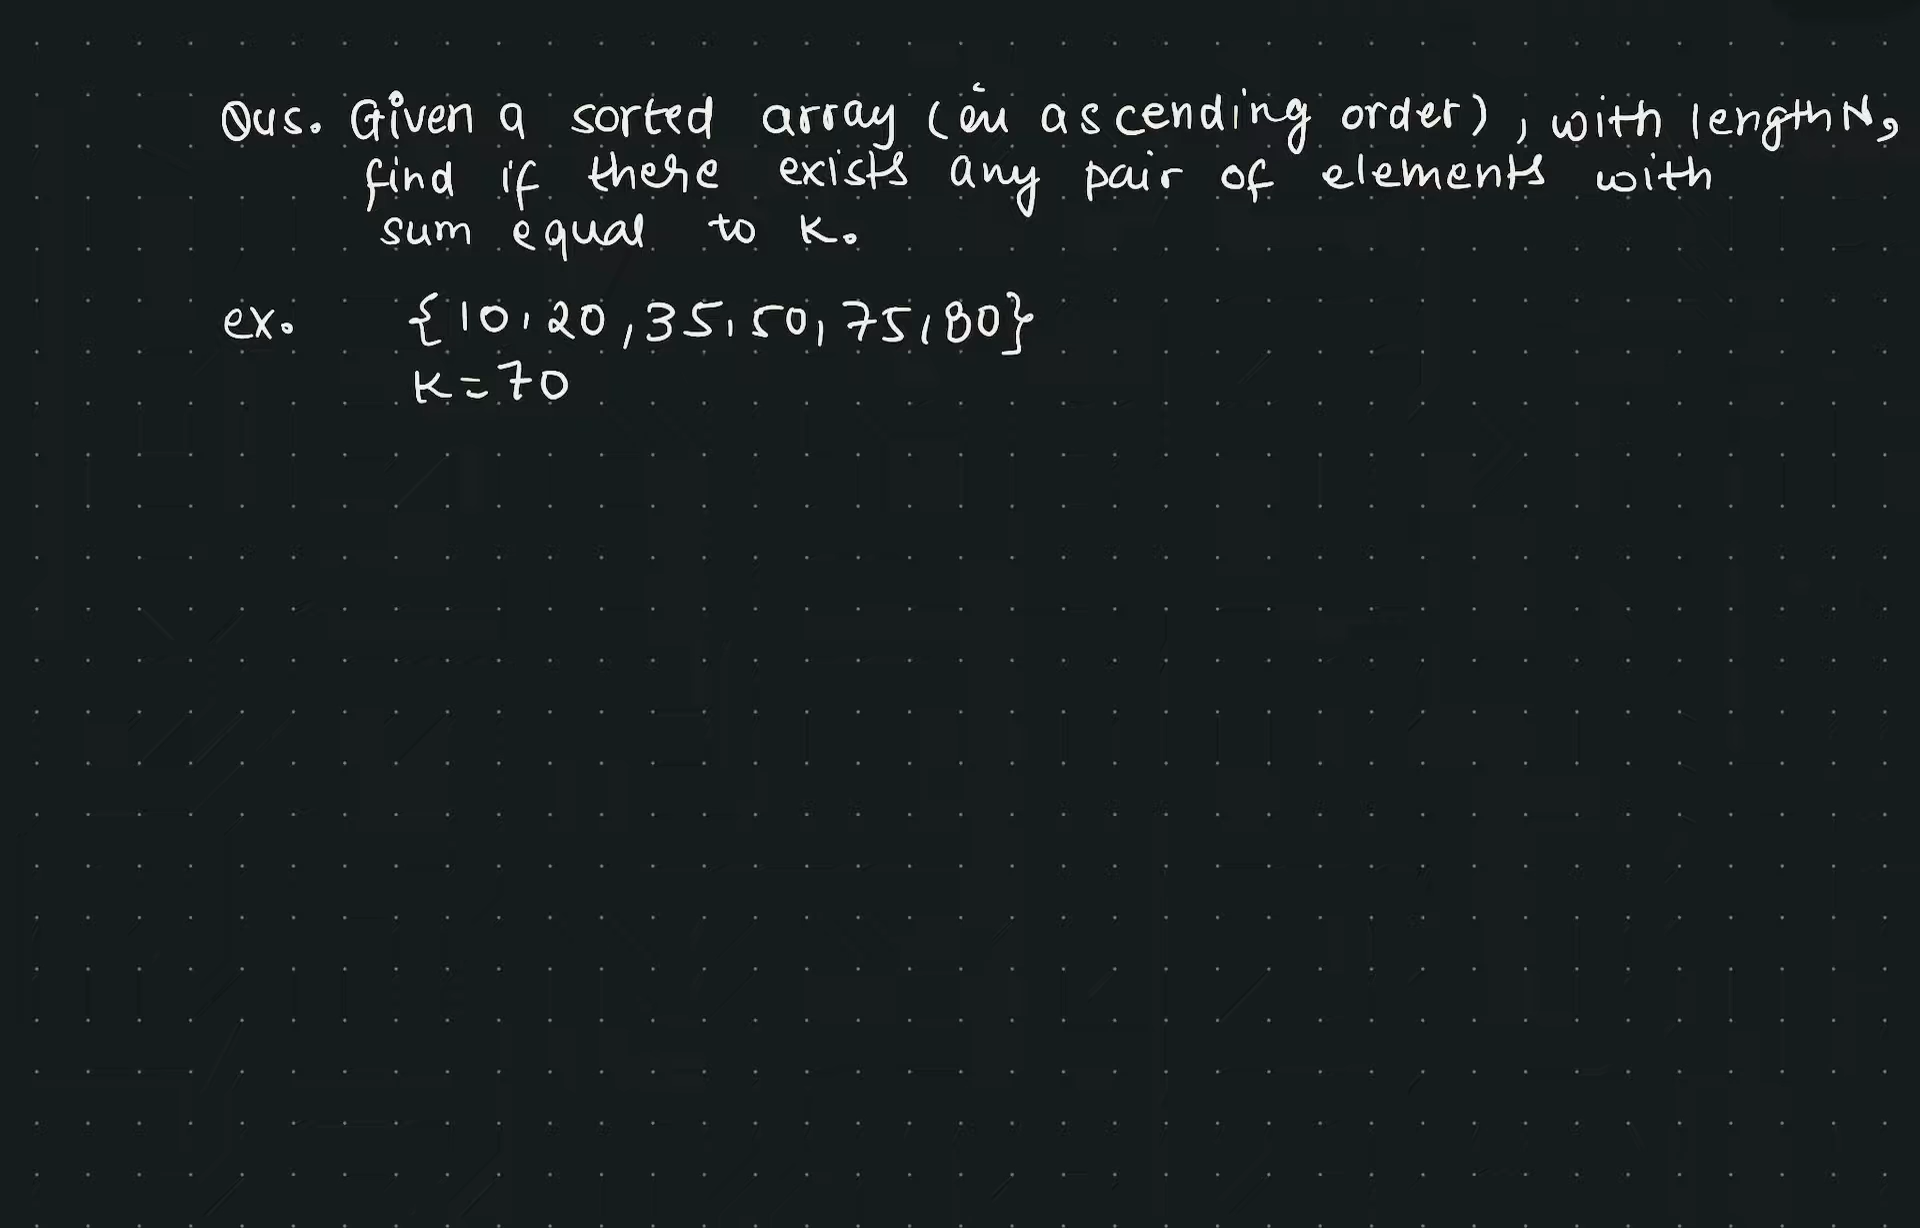 Qus. Given a sorted array (in ascending order), with length N,
find if there exists any pair of elements with
sum equal to K.
ex. {10, 20, 35, 50, 75, 80}
K = 70